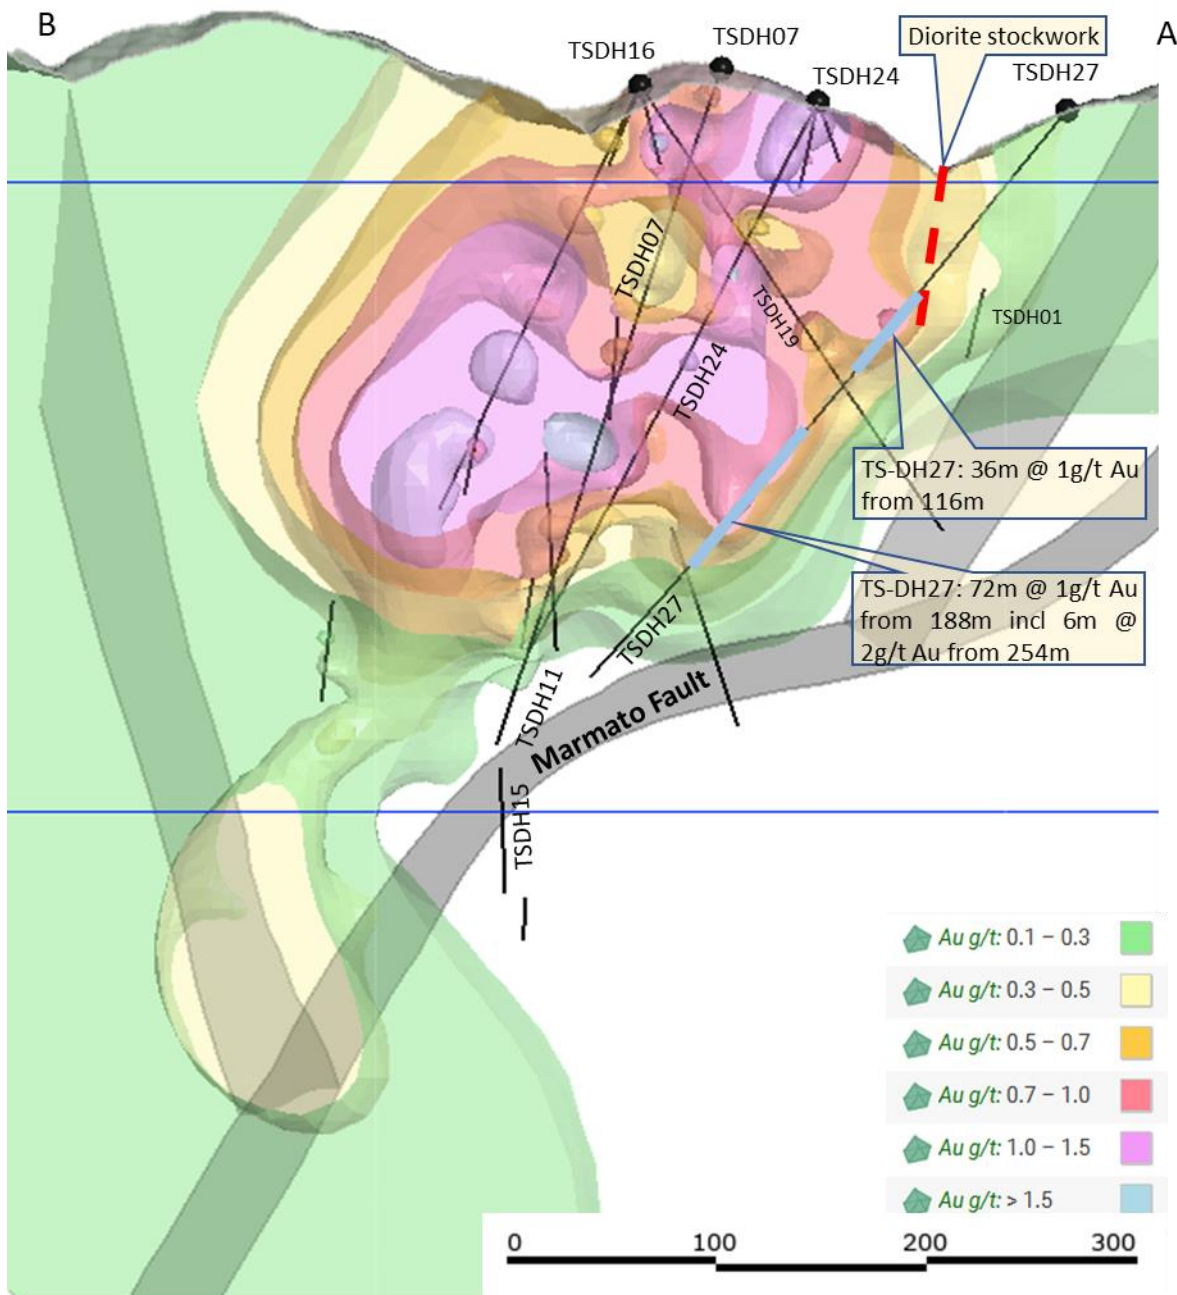 B
A
Diorite stockwork
TSDH07
TSDH16
TSDH24
TSDH27
TSDH07
TSDH24
TSDH19
TSDH01
TS-DH27: 36m @ 1g/t Au
from 116m
TS-DH27: 72m @ 1g/t Au
from 188m incl 6m @
2g/t Au from 254m
TSDH27
TSDH11
Marmato Fault
TSDH15
Au g/t: 0.1 – 0.3
Au g/t: 0.3 – 0.5
Au g/t: 0.5 – 0.7
Au g/t: 0.7 – 1.0
Au g/t: 1.0 – 1.5
Au g/t: > 1.5
0 100 200 300